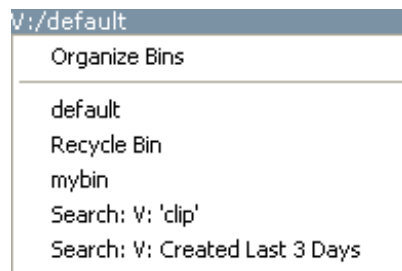 V:/default
Organize Bins
default
Recycle Bin
mybin
Search: V: 'clip'
Search: V: Created Last 3 Days